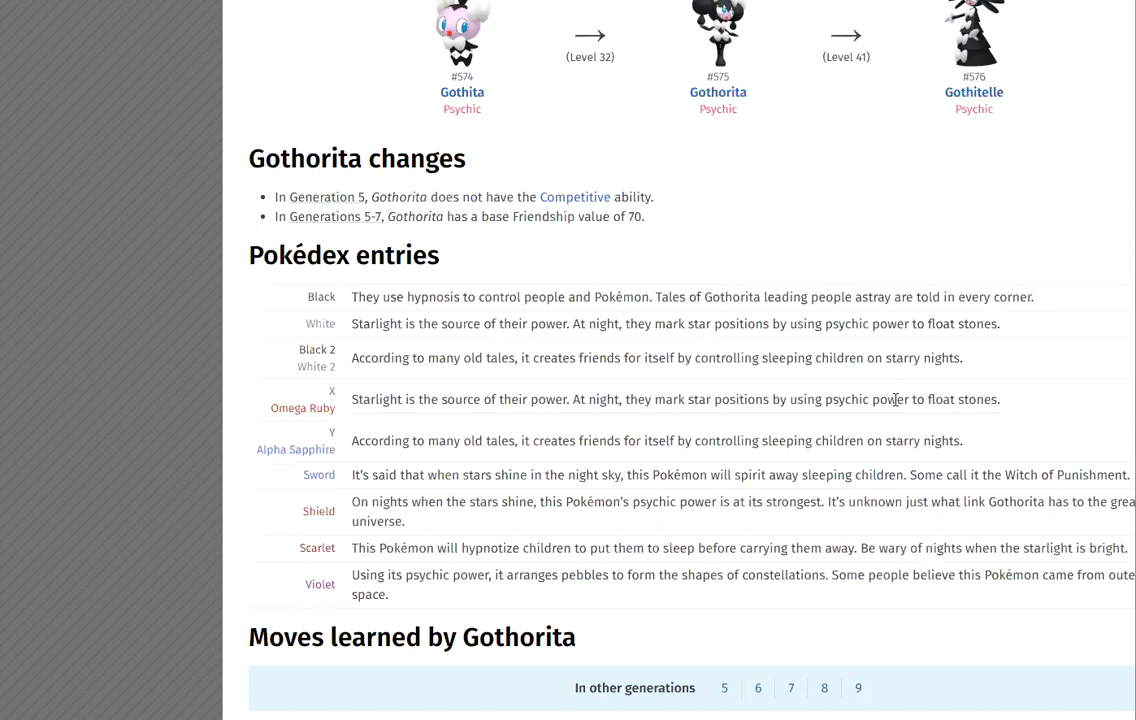 (Level 32)
(Level 41)
#574
#575
#576
Gothita
Gothorita
Gothitelle
Psychic
Psychic
Psychic
Gothorita changes
In Generation 5, Gothorita does not have the Competitive ability.
In Generations 5-7, Gothorita has a base Friendship value of 70.
Pokédex entries
Black
They use hypnosis to control people and Pokémon. Tales of Gothorita leading people astray are told in every corner.
White
Starlight is the source of their power. At night, they mark star positions by using psychic power to float stones.
Black 2
White 2
According to many old tales, it creates friends for itself by controlling sleeping children on starry nights.
X
Omega Ruby
Starlight is the source of their power. At night, they mark star positions by using psychic power to float stones.
Y
Alpha Sapphire
According to many old tales, it creates friends for itself by controlling sleeping children on starry nights.
Sword
It's said that when stars shine in the night sky, this Pokémon will spirit away sleeping children. Some call it the Witch of Punishment.
Shield
On nights when the stars shine, this Pokémon's psychic power is at its strongest. It's unknown just what link Gothorita has to the grea
universe.
Scarlet
This Pokémon will hypnotize children to put them to sleep before carrying them away. Be wary of nights when the starlight is bright.
Violet
Using its psychic power, it arranges pebbles to form the shapes of constellations. Some people believe this Pokémon came from oute
space.
Moves learned by Gothorita
In other generations 5 6 7 8 9